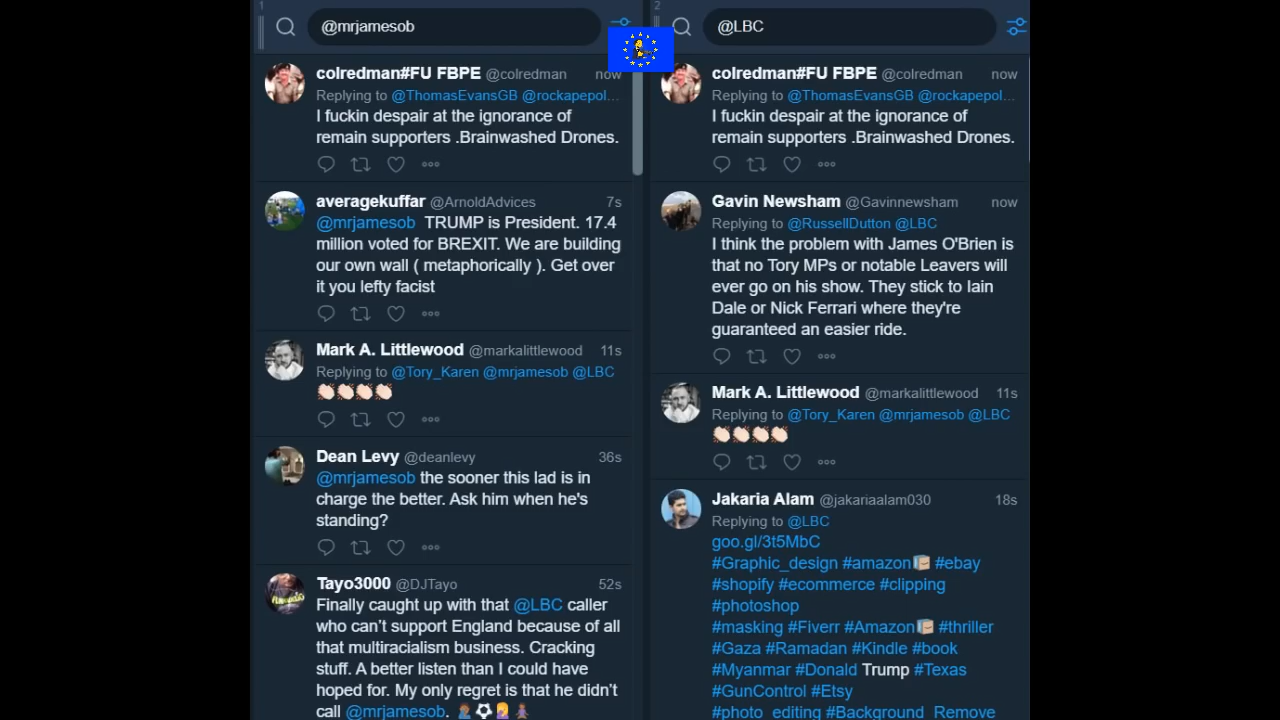 1
@mrjamesob
colredman#FU FBPE @colredman now
Replying to @ThomasEvansGB @rockapepol...
I fuckin despair at the ignorance of
remain supporters .Brainwashed Drones.
averagekuffar @ArnoldAdvices 7s
@mrjamesob TRUMP is President. 17.4
million voted for BREXIT. We are building
our own wall ( metaphorically ). Get over
it you lefty facist
Mark A. Littlewood @markalittlewood 11s
Replying to @Tory_Karen @mrjamesob @LBC
👏🏻👏🏻👏🏻👏🏻
Dean Levy @deanlevy 36s
@mrjamesob the sooner this lad is in
charge the better. Ask him when he's
standing?
Tayo3000 @DJTayo 52s
Finally caught up with that @LBC caller
who can't support England because of all
that multiracialism business. Cracking
stuff. A better listen than I could have
hoped for. My only regret is that he didn't
call @mrjamesob.
2
@LBC
colredman#FU FBPE @colredman now
Replying to @ThomasEvansGB @rockapepol...
I fuckin despair at the ignorance of
remain supporters .Brainwashed Drones.
Gavin Newsham @Gavinnewsham now
Replying to @RussellDutton @LBC
I think the problem with James O'Brien is
that no Tory MPs or notable Leavers will
ever go on his show. They stick to Iain
Dale or Nick Ferrari where they're
guaranteed an easier ride.
Mark A. Littlewood @markalittlewood 11s
Replying to @Tory_Karen @mrjamesob @LBC
👏🏻👏🏻👏🏻👏🏻
Jakaria Alam @jakariaalam030 18s
Replying to @LBC
goo.gl/3t5MbC
#Graphic_design #amazon #ebay
#shopify #ecommerce #clipping
#photoshop
#masking #Fiverr #Amazon #thriller
#Gaza #Ramadan #Kindle #book
#Myanmar #Donald Trump #Texas
#GunControl #Etsy
#photo_editing #Background_Remove